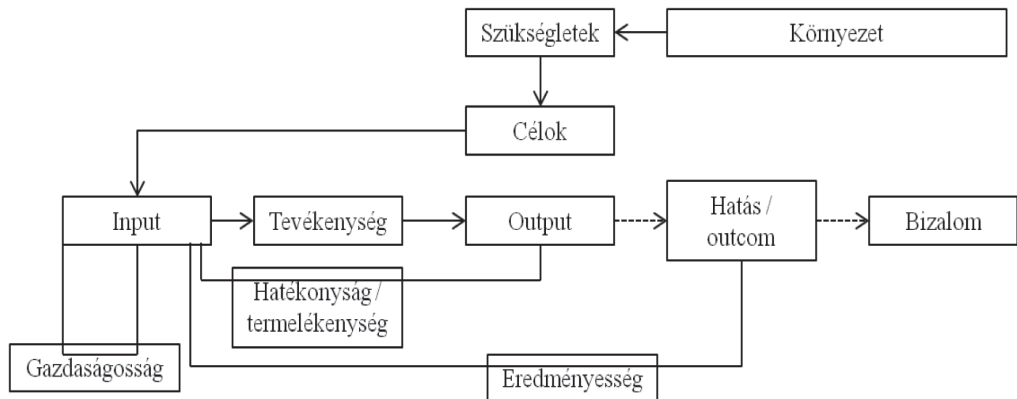 Szükségletek
Környezet
Célok
Input
Tevékenység
Output
Hatás /
outcom
Bizalom
Hatékonyság /
termelékenység
Gazdaságosság
Eredményesség